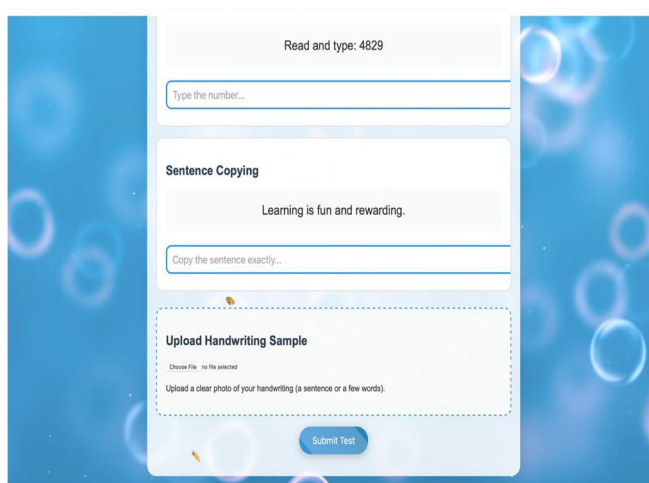 Read and type: 4829
Type the number...
Sentence Copying
Learning is fun and rewarding.
Copy the sentence exactly...
Upload Handwriting Sample
Choose File no file selected
Upload a clear photo of your handwriting (a sentence or a few words).
Submit Test